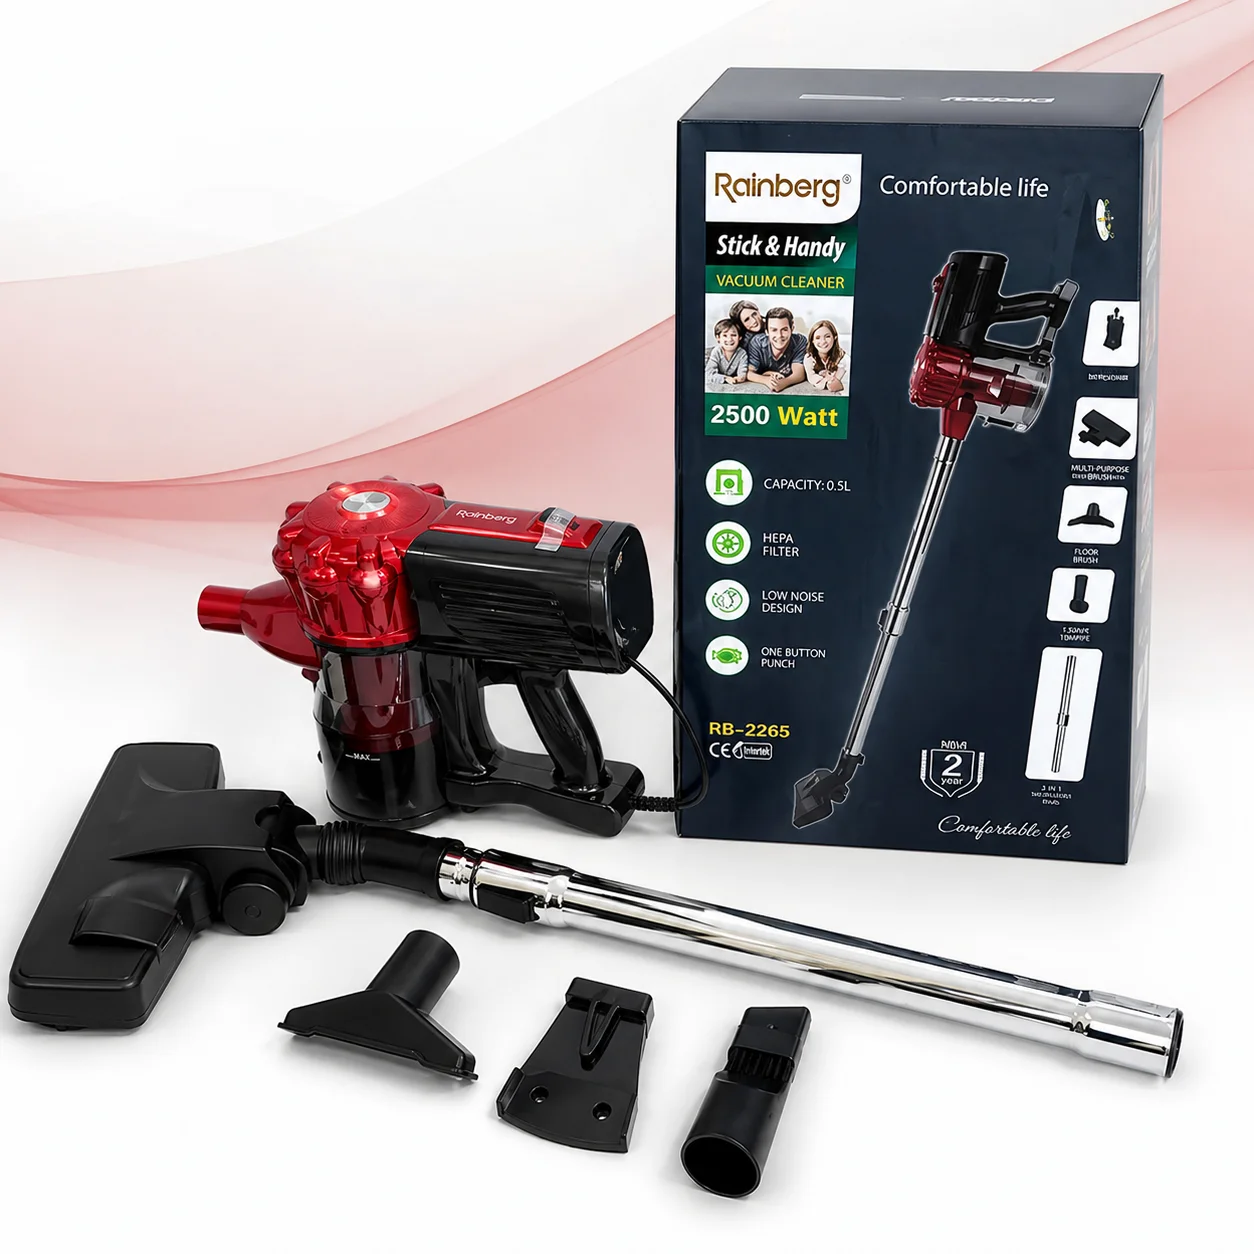 Rainberg®
Comfortable life
Stick & Handy
VACUUM CLEANER
2500 Watt
CAPACITY: 0.5L
HEPA
FILTER
LOW NOISE
DESIGN
ONE BUTTON
PUNCH
RB-2265
CE Intertek
MULTI-PURPOSE
FLOOR
BRUSH
2
year
Comfortable life
Rainberg
MAX